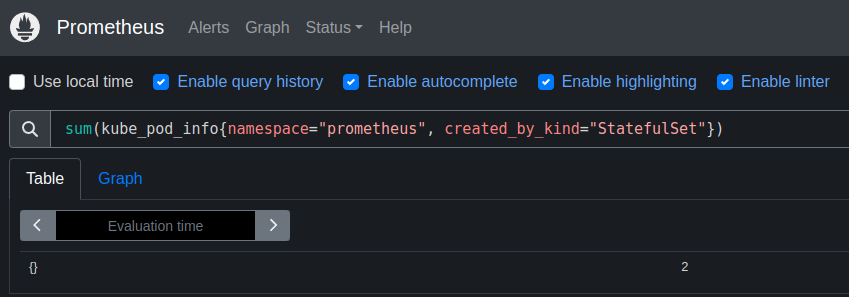 Prometheus Alerts Graph Status Help
Use local time Enable query history Enable autocomplete Enable highlighting Enable linter
sum(kube_pod_info{namespace="prometheus", created_by_kind="StatefulSet"})
Table Graph
Evaluation time
{} 2